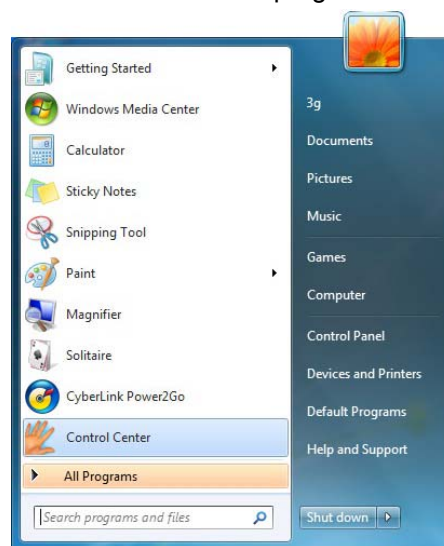 Getting Started
Windows Media Center
Calculator
Sticky Notes
Snipping Tool
Paint
Magnifier
Solitaire
CyberLink Power2Go
Control Center
All Programs
Search programs and files
3g
Documents
Pictures
Music
Games
Computer
Control Panel
Devices and Printers
Default Programs
Help and Support
Shut down